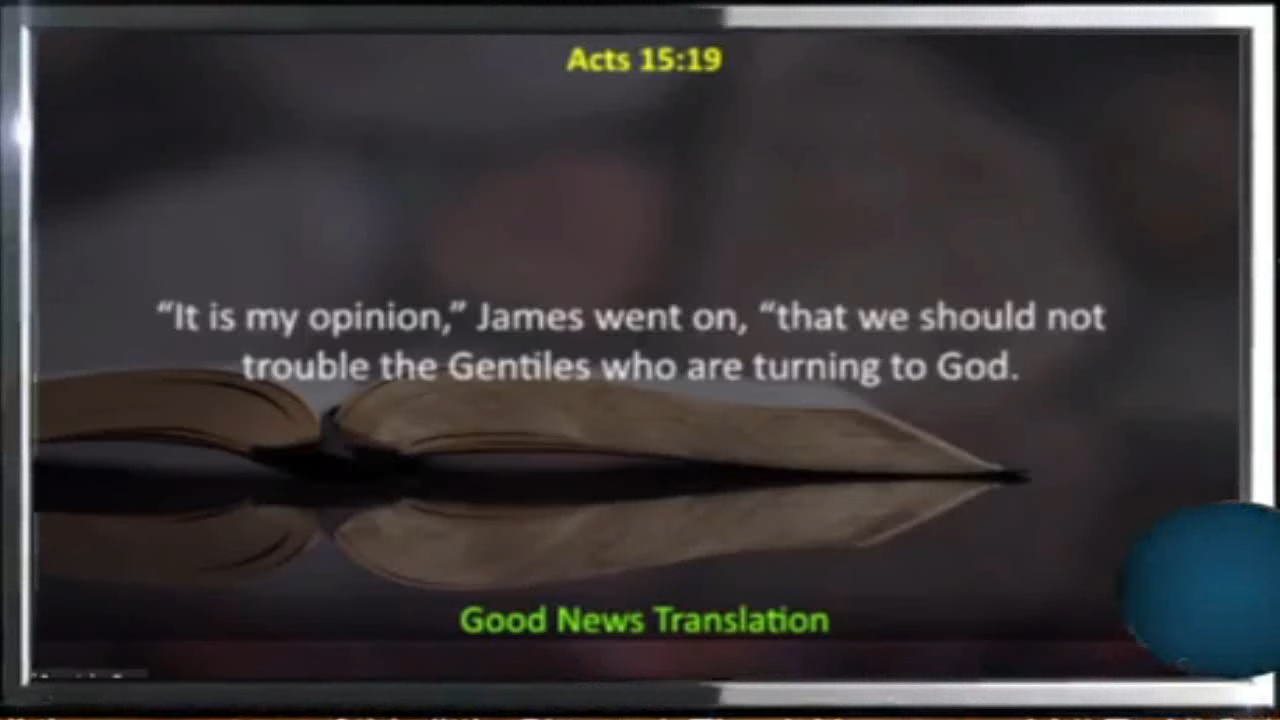 Acts 15:19
“It is my opinion,” James went on, “that we should not
trouble the Gentiles who are turning to God.
Good News Translation